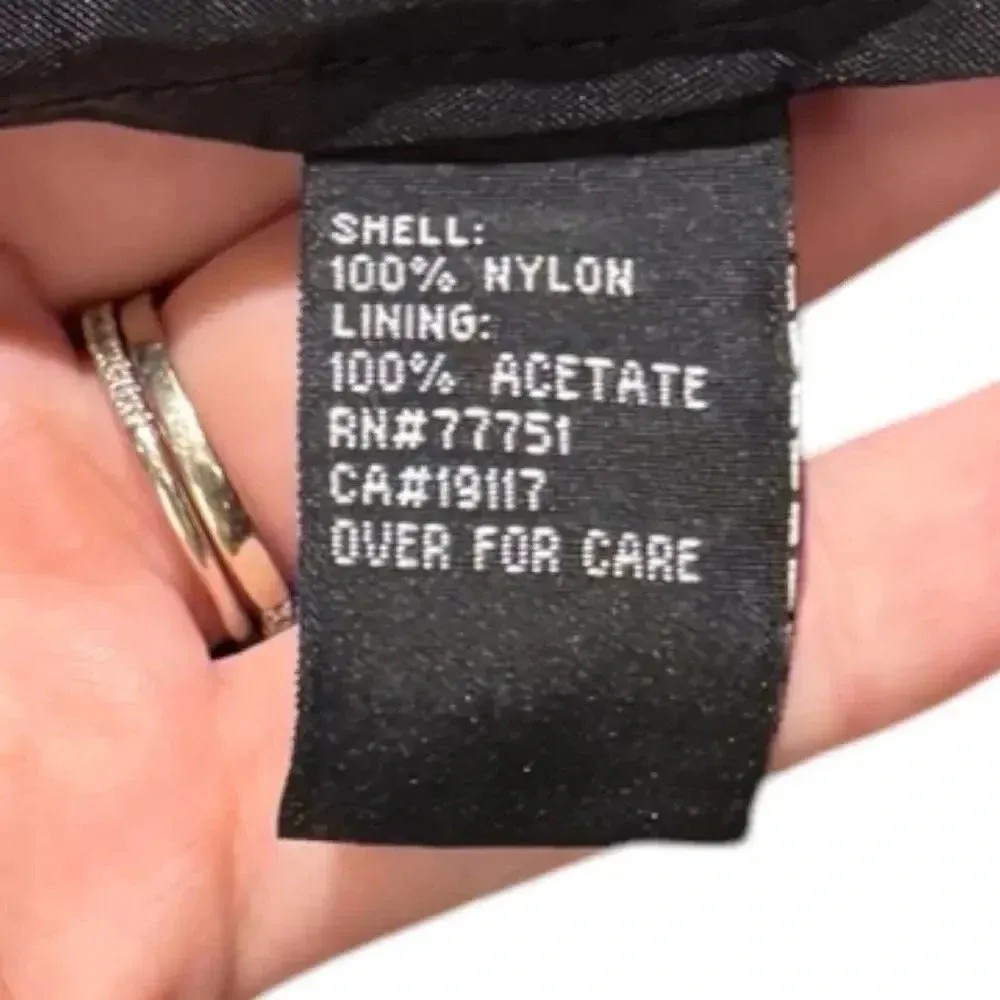 SHELL:
100% NYLON
LINING:
100% ACETATE
RN#77751
CA#19117
OVER FOR CARE